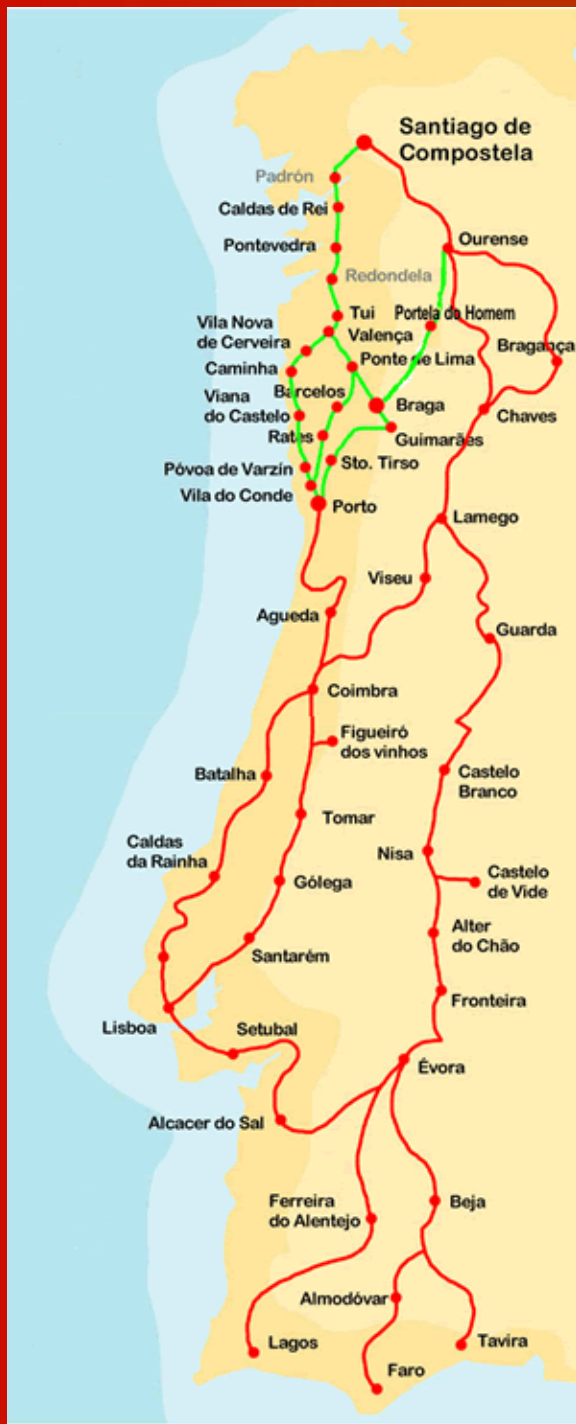 Santiago de
Compostela
Padrón
Caldas de Rei
Ourense
Pontevedra
Redondela
Tui
Portela do Homem
Vila Nova
de Cerveira
Valença
Bragança
Caminha
Ponte de Lima
Viana
do Castelo
Barcelos
Braga
Chaves
Rates
Guimarães
Póvoa de Varzín
Sto. Tirso
Vila do Conde
Porto
Lamego
Viseu
Agueda
Guarda
Coimbra
Figueiró
dos vinhos
Batalha
Castelo
Branco
Tomar
Caldas
da Rainha
Nisa
Gólega
Castelo
de Vide
Alter
do Chão
Santarém
Fronteira
Lisboa
Setubal
Évora
Alcacer do Sal
Ferreira
do Alentejo
Beja
Almodóvar
Lagos
Tavira
Faro